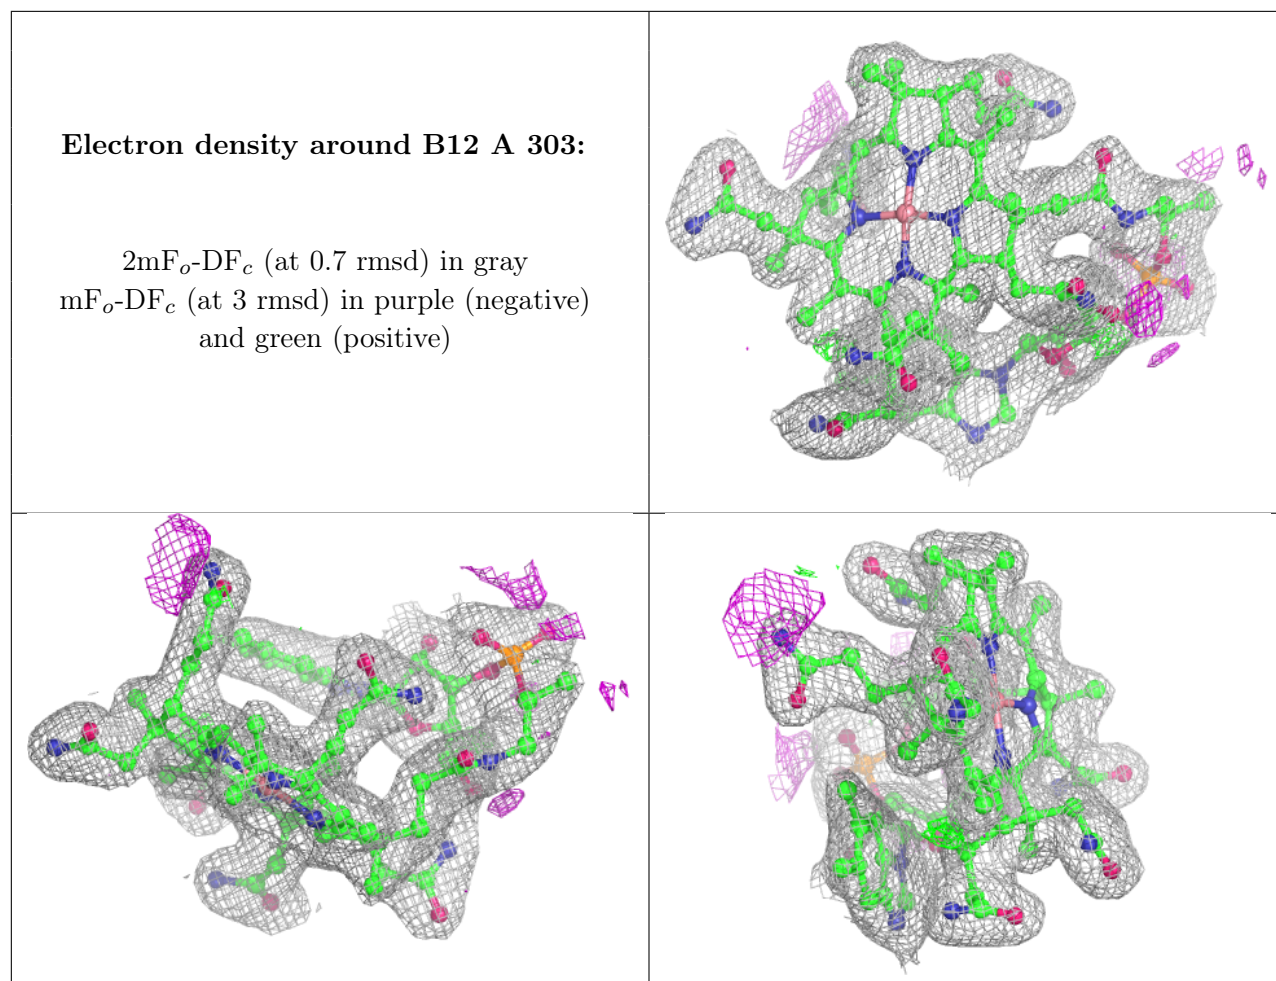 Electron density around B12 A 303:
2mFo-DFc (at 0.7 rmsd) in gray
mFo-DFc (at 3 rmsd) in purple (negative)
and green (positive)